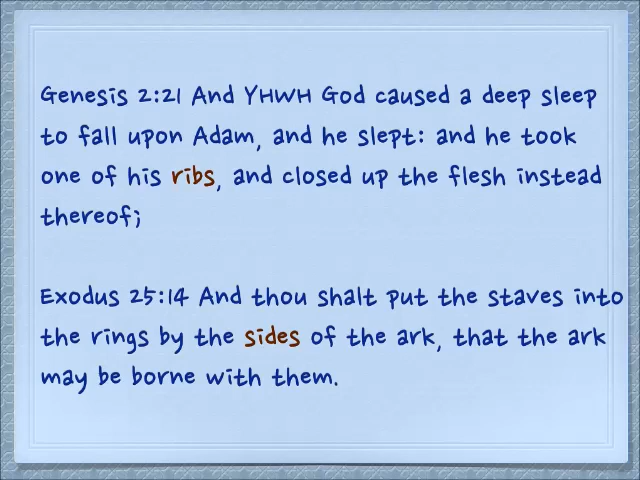 Genesis 2:21 And YHWH God caused a deep sleep
to fall upon Adam, and he slept: and he took
one of his ribs, and closed up the flesh instead
thereof;
Exodus 25:14 And thou shalt put the staves into
the rings by the sides of the ark, that the ark
may be borne with them.